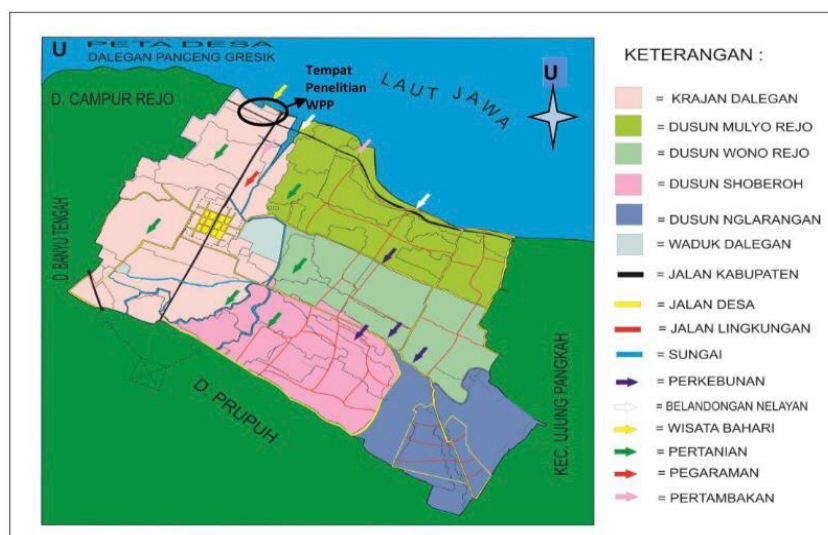 U PETA DESA
DALEGAN PANCENG GRESIK
D. CAMPUR REJO
Tempat
Penelitian
WPP
LAUT JAWA
U
D. BANYU TENGAH
D. PRUPUH
KEC. UJUNG PANGKAH
KETERANGAN :
= KRAJAN DALEGAN
= DUSUN MULYO REJO
= DUSUN WONO REJO
= DUSUN SHOBEROH
= DUSUN NGLARANGAN
= WADUK DALEGAN
= JALAN KABUPATEN
= JALAN DESA
= JALAN LINGKUNGAN
= SUNGAI
= PERKEBUNAN
= BELANDONGAN NELAYAN
= WISATA BAHARI
= PERTANIAN
= PEGARAMAN
= PERTAMBAKAN